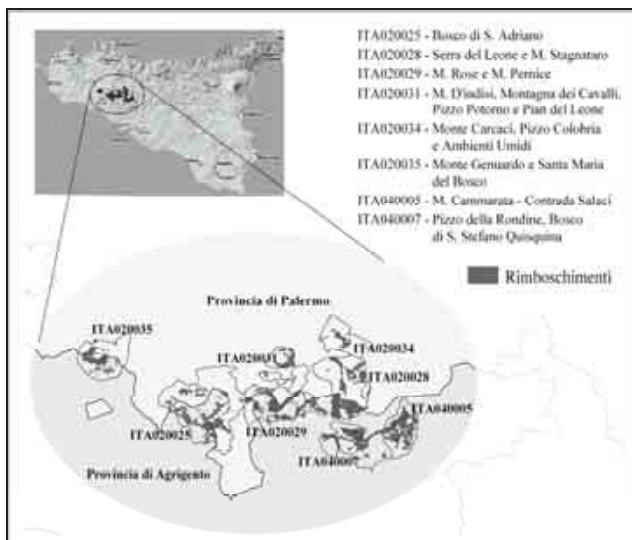 ITA020025 - Bosco di S. Adriano
ITA020028 - Serra del Leone e M. Stagnataro
ITA020029 - M. Rose e M. Pernice
ITA020031 - M. D'indisi, Montagna dei Cavalli,
Pizzo Potorno e Pian del Leone
ITA020034 - Monte Carcaci, Pizzo Colobria
e Ambienti Umidi
ITA020035 - Monte Genuardo e Santa Maria
del Bosco
ITA040005 - M. Cammarata - Contrada Salaci
ITA040007 - Pizzo della Rondine, Bosco
di S. Stefano Quisquina
Rimboschimenti
Provincia di Palermo
ITA020035
ITA020034
ITA020031
ITA020028
ITA040005
ITA020025
ITA020029
ITA040007
Provincia di Agrigento